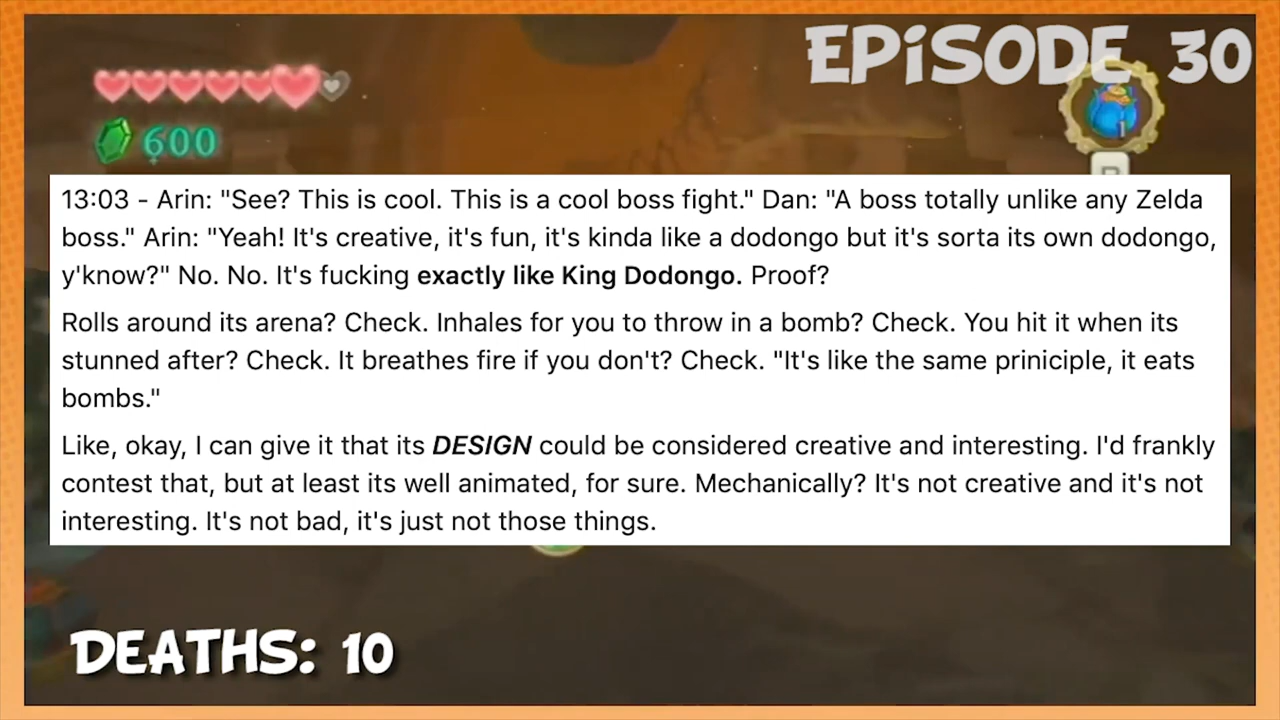 EPiSODE 30
600
1
13:03 - Arin: "See? This is cool. This is a cool boss fight." Dan: "A boss totally unlike any Zelda
boss." Arin: "Yeah! It's creative, it's fun, it's kinda like a dodongo but it's sorta its own dodongo,
y'know?" No. No. It's fucking exactly like King Dodongo. Proof?
Rolls around its arena? Check. Inhales for you to throw in a bomb? Check. You hit it when its
stunned after? Check. It breathes fire if you don't? Check. "It's like the same priniciple, it eats
bombs."
Like, okay, I can give it that its DESIGN could be considered creative and interesting. I'd frankly
contest that, but at least its well animated, for sure. Mechanically? It's not creative and it's not
interesting. It's not bad, it's just not those things.
DEATHS: 10